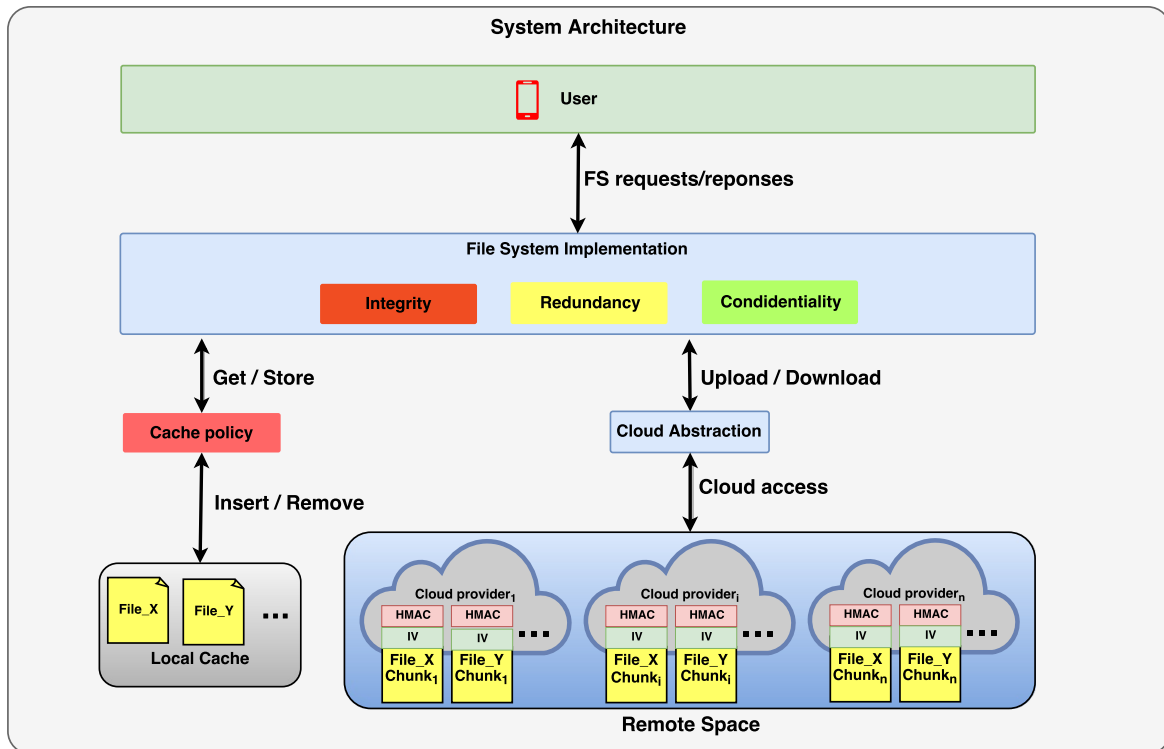 System Architecture
User
FS requests/reponses
File System Implementation
Integrity
Redundancy
Condidentiality
Get / Store
Upload / Download
Cache policy
Cloud Abstraction
Insert / Remove
Cloud access
File_X
File_Y
...
Local Cache
Cloud provider1
HMAC
HMAC
IV
IV
...
File_X
Chunk1
File_Y
Chunk1
Cloud provideri
HMAC
HMAC
IV
IV
...
File_X
Chunki
File_Y
Chunki
Cloud providern
HMAC
HMAC
IV
IV
...
File_X
Chunkn
File_Y
Chunkn
Remote Space